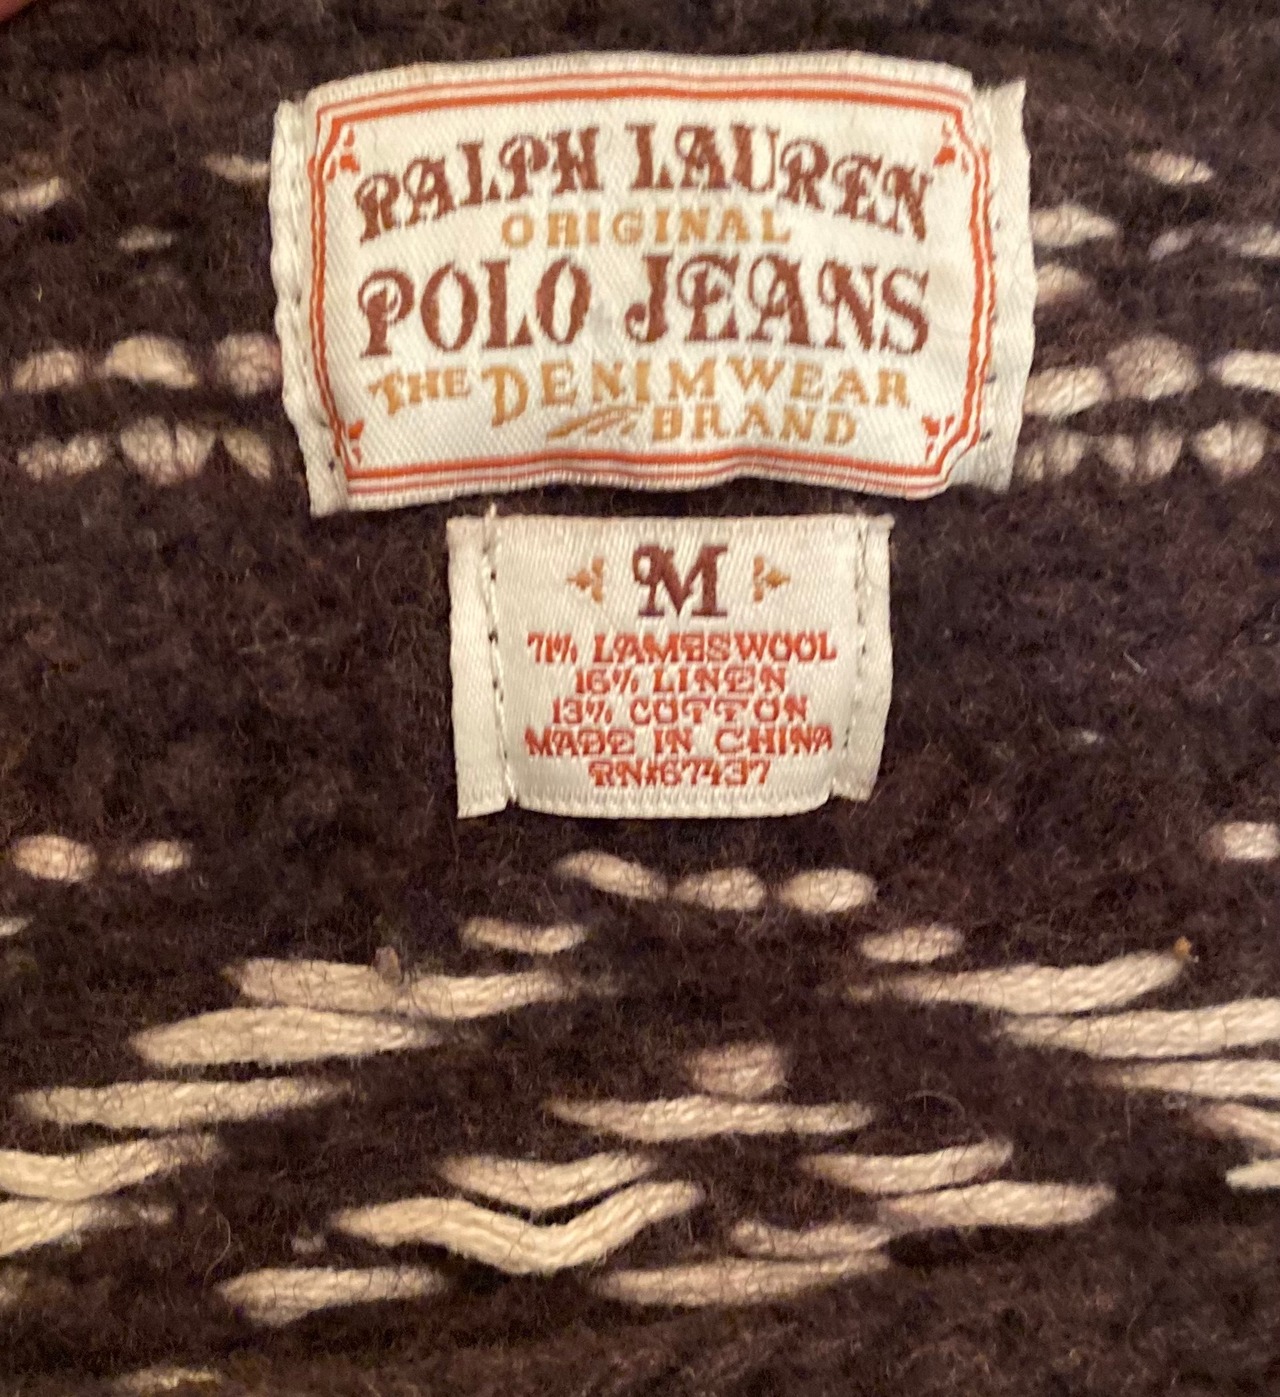 RALPH LAUREN
ORIGINAL
POLO JEANS
THE DENIMWEAR
BRAND
M
71% LAMBSWOOL
16% LINEN
13% COTTON
MADE IN CHINA
RN#67437